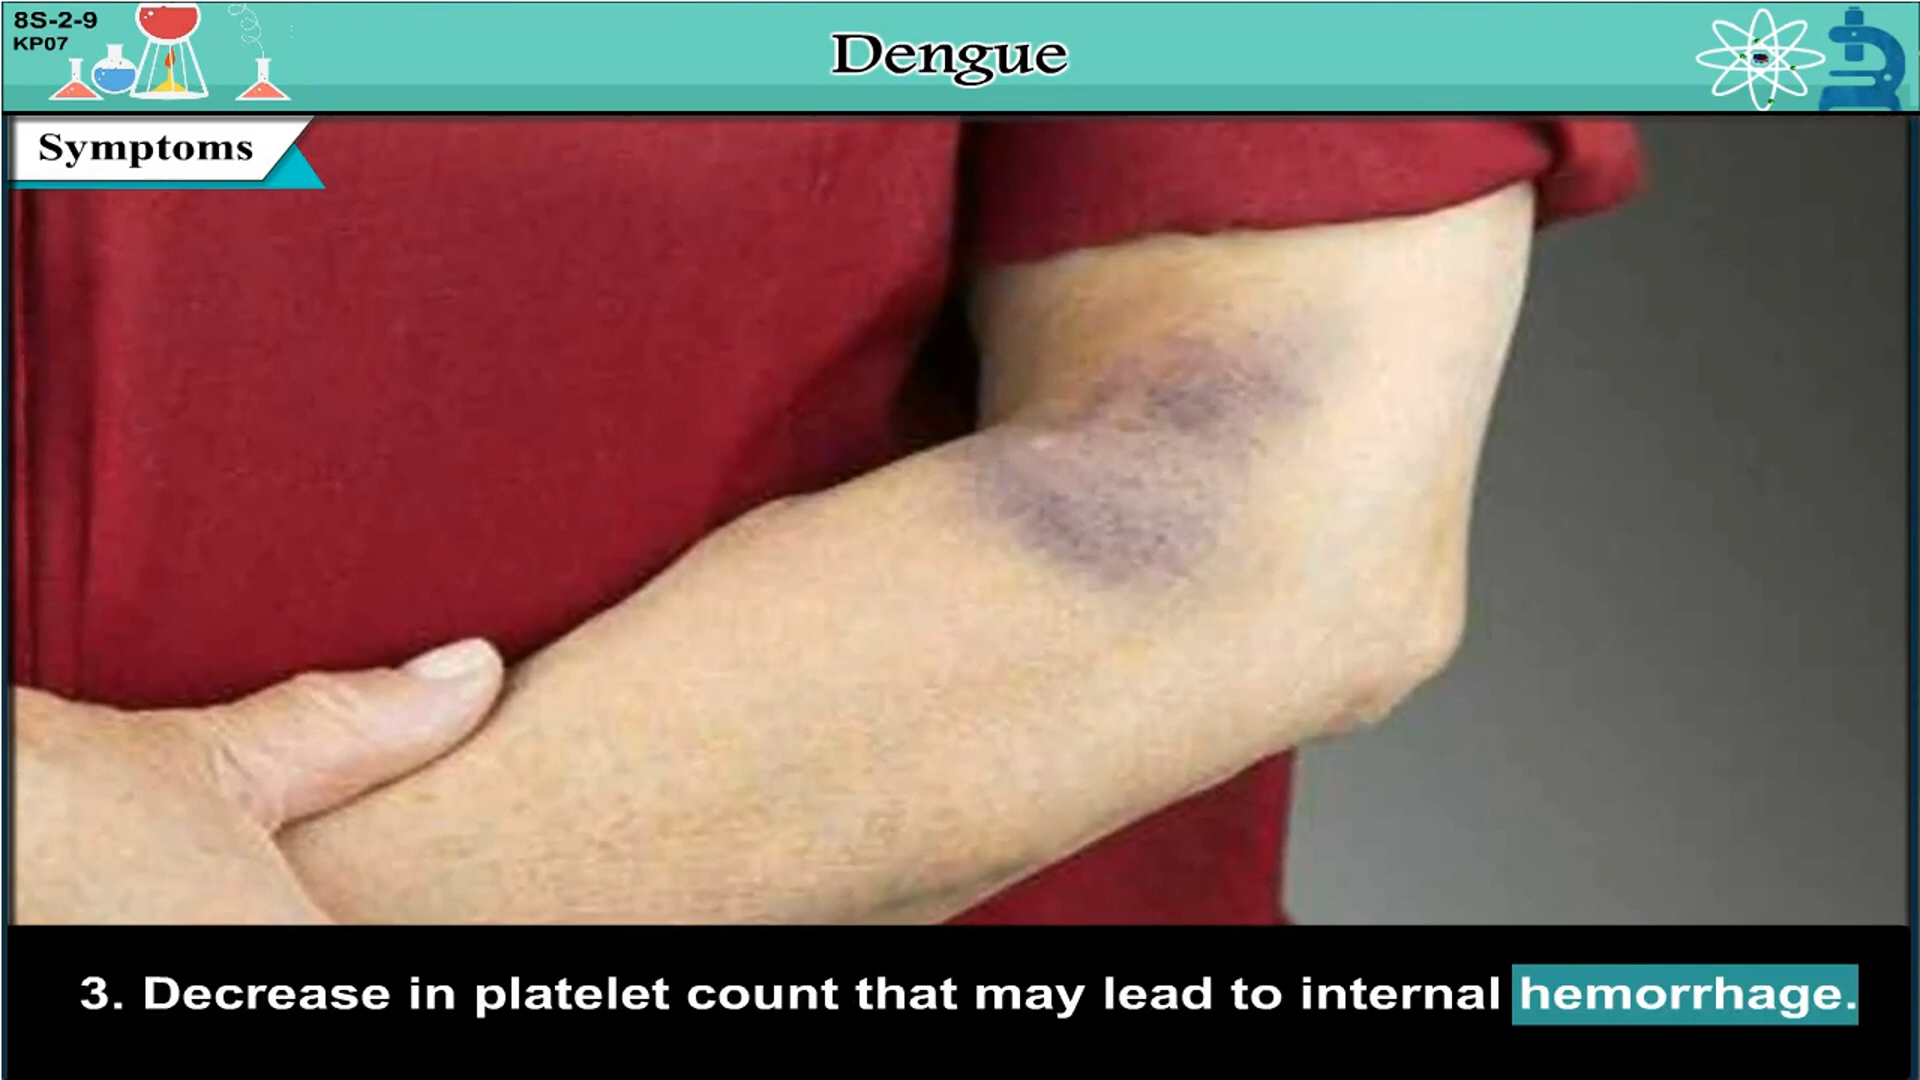 8S-2-9
KP07
Dengue
Symptoms
3. Decrease in platelet count that may lead to internal hemorrhage.